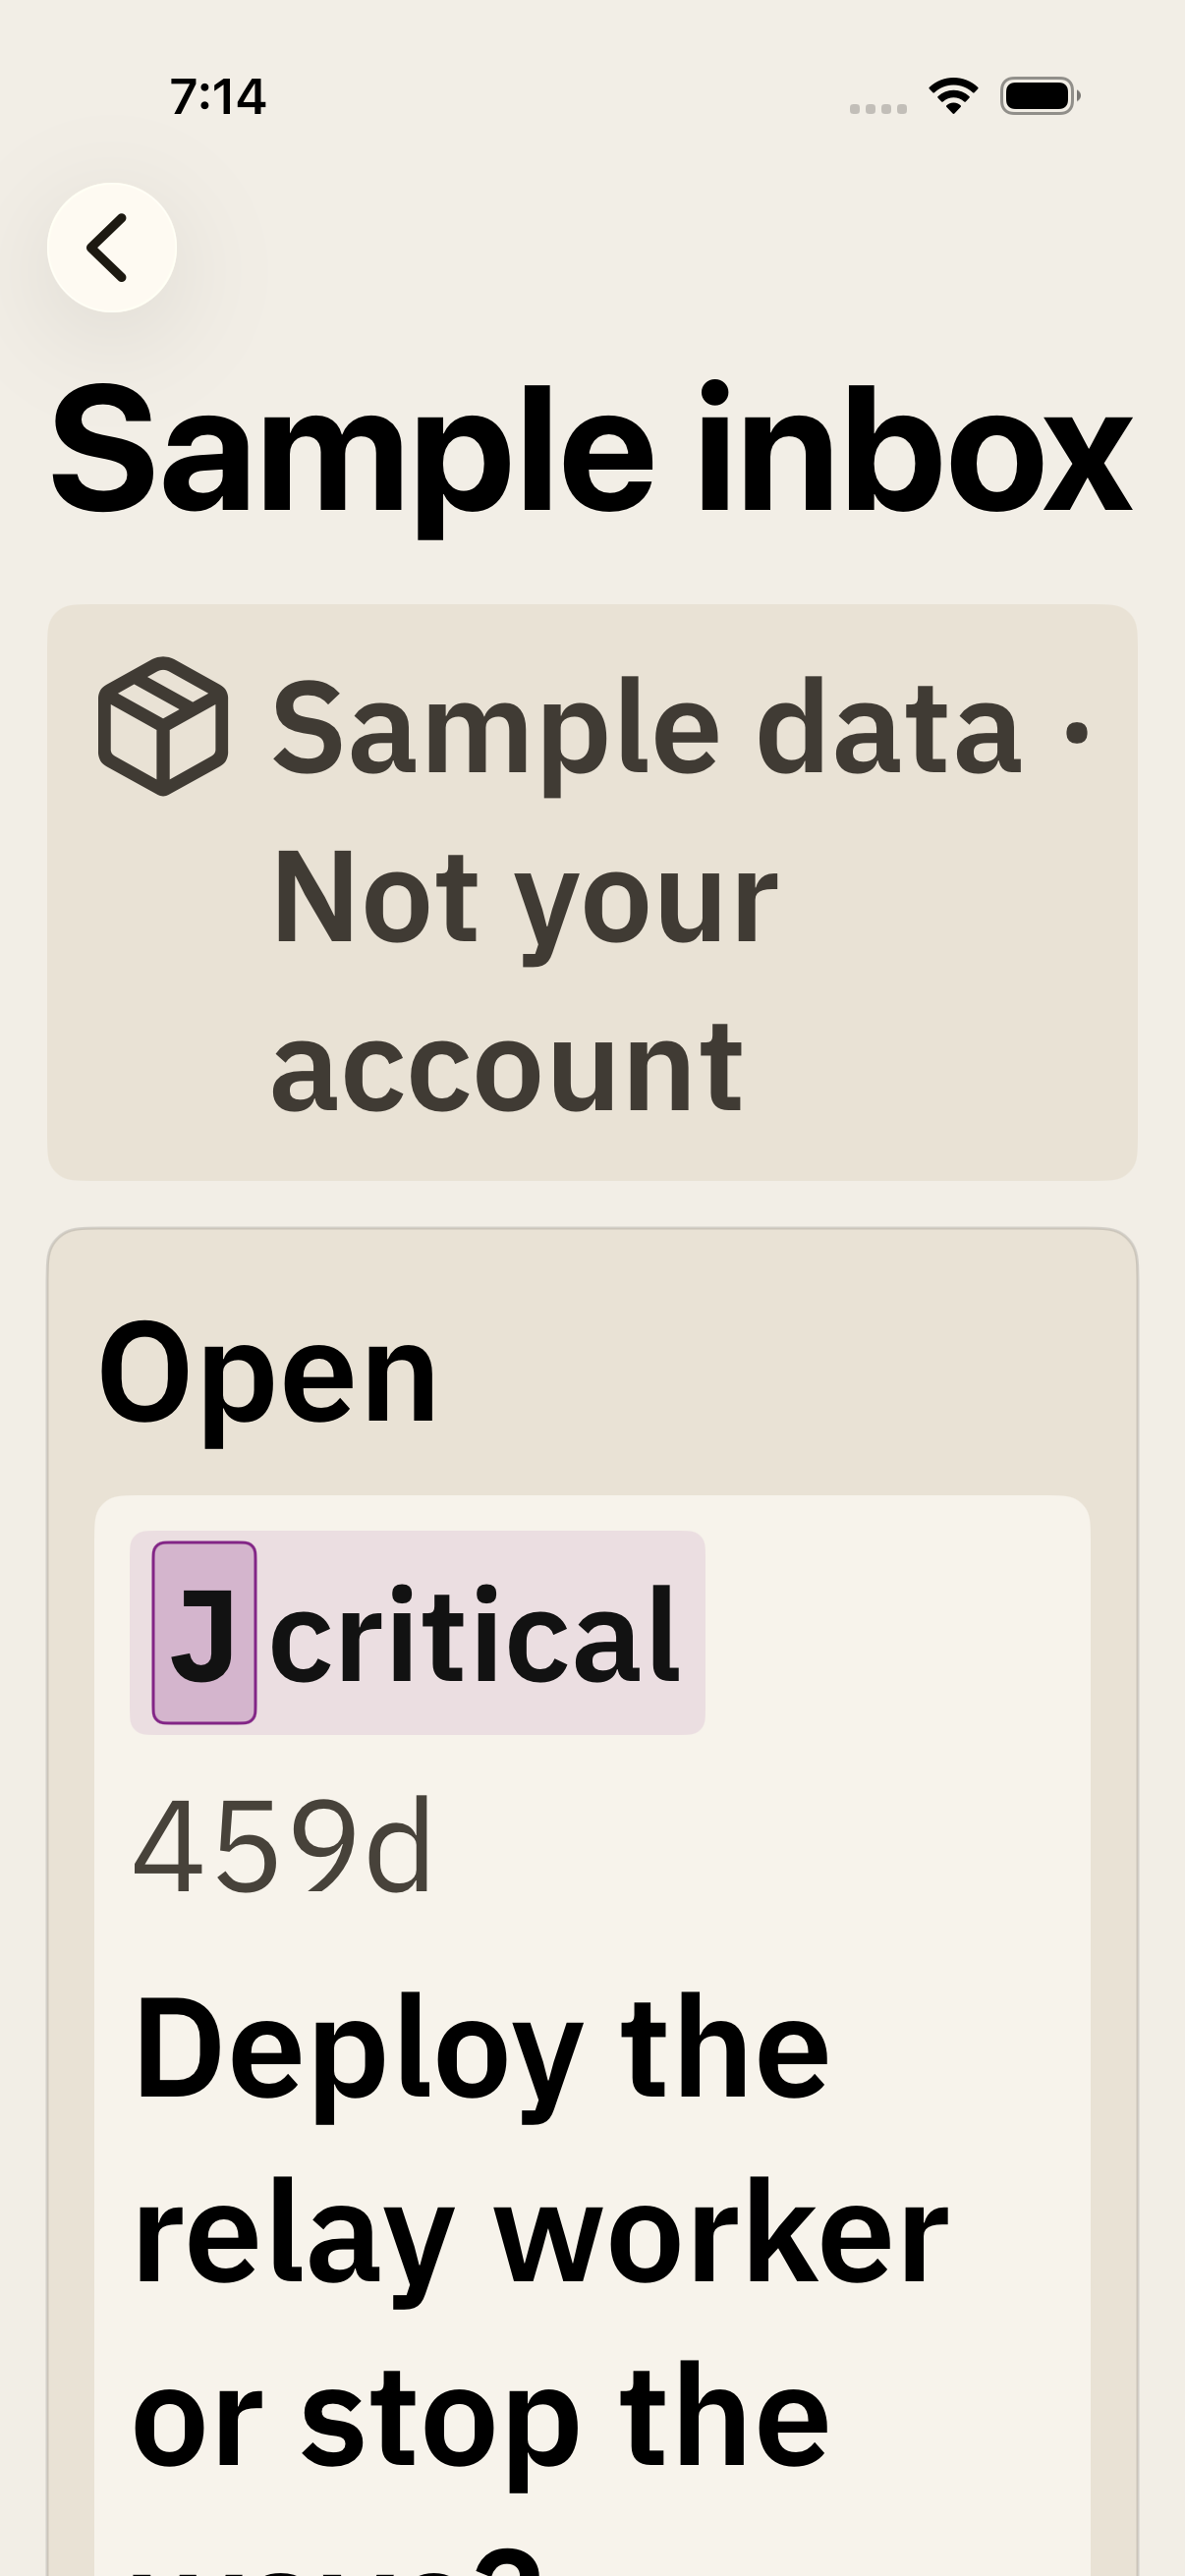 7:14
Sample inbox
Sample data ·
Not your
account
Open
J critical
459d
Deploy the
relay worker
or stop the